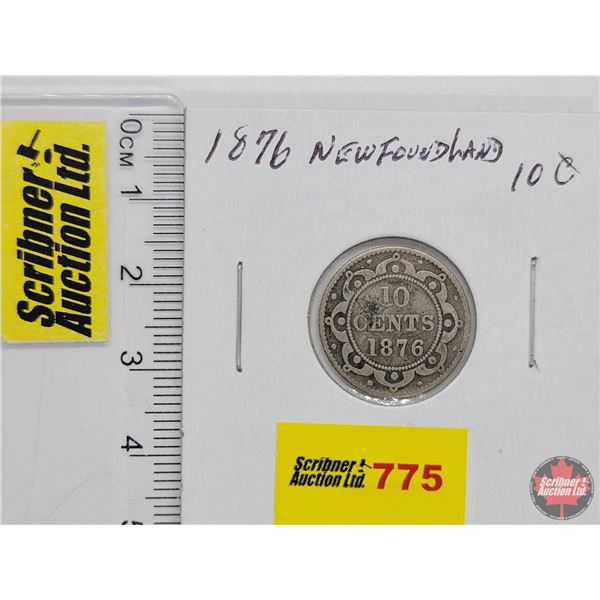 1876 NEWFOUNDLAND 10¢
Scribner
Auction Ltd.
0CM
1
2
3
4
5
10
CENTS
1876
Scribner
Auction Ltd. 775
Scribner
Auction Ltd.